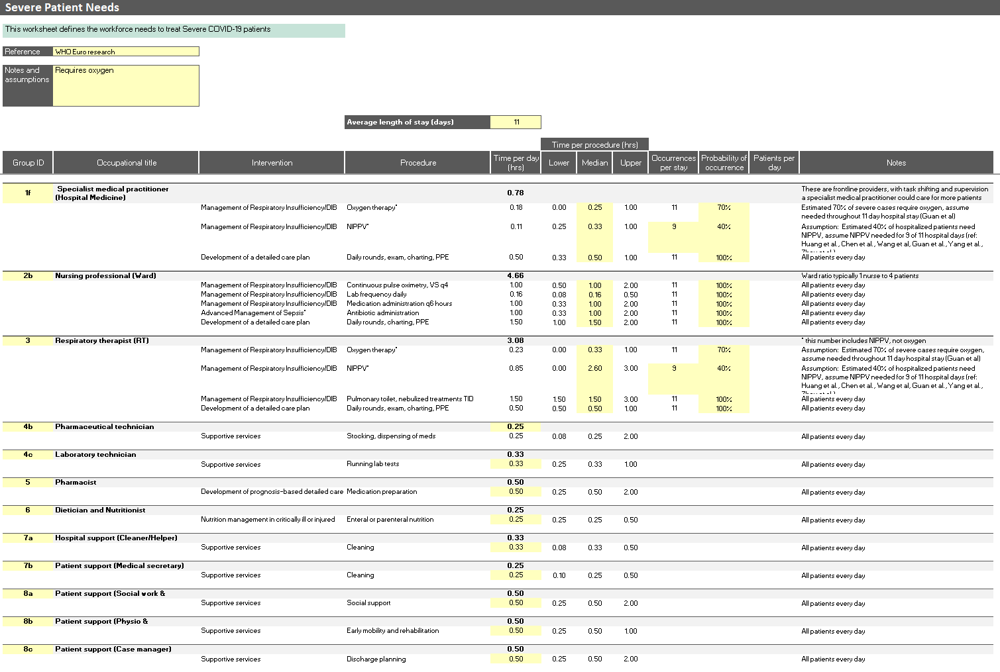 Severe Patient Needs
This worksheet defines the workforce needs to treat Severe COVID-19 patients
Reference WHO Euro research
Notes and assumptions Requires oxygen
Average length of stay (days) 11
Time per procedure (hrs)
Group ID Occupational title Intervention Procedure Time per day (hrs) Lower Median Upper Occurrences per stay Probability of occurrence Patients per day Notes
1f Specialist medical practitioner (Hospital Medicine) 0.78 These are frontline providers, with task shifting and supervision a specialist medical practitioner could care for more patients
Management of Respiratory Insufficiency/DIB Oxygen therapy* 0.18 0.00 0.25 1.00 11 70% Estimated 70% of severe cases require oxygen, assume needed throughout 11 day hospital stay (Guan et al)
Management of Respiratory Insufficiency/DIB NIPPV* 0.11 0.25 0.33 1.00 9 40% Assumption: Estimated 40% of hospitalized patients need NIPPV, assume NIPPV needed for 9 of 11 hospital days (ref: Huang et al., Chen et al., Wang et al, Guan et al., Yang et al.,
Development of a detailed care plan Daily rounds, exam, charting, PPE 0.50 0.33 0.50 1.00 11 100% All patients every day
2b Nursing professional (Ward) 4.66 Ward ratio typically 1 nurse to 4 patients
Management of Respiratory Insufficiency/DIB Continuous pulse oximetry, VS q4 1.00 0.50 1.00 2.00 11 100% All patients every day
Management of Respiratory Insufficiency/DIB Lab frequency daily 0.16 0.08 0.16 0.50 11 100% All patients every day
Management of Respiratory Insufficiency/DIB Medication administration q6 hours 1.00 0.33 1.00 2.00 11 100% All patients every day
Advanced Management of Sepsis* Antibiotic administration 1.00 0.33 1.00 2.00 11 100% All patients every day
Development of a detailed care plan Daily rounds, charting, PPE 1.50 1.00 1.50 2.00 11 100% All patients every day
3 Respiratory therapist (RT) 3.08 * this number includes NIPPV, not oxygen
Management of Respiratory Insufficiency/DIB Oxygen therapy* 0.23 0.00 0.33 1.00 11 70% Assumption: Estimated 70% of severe cases require oxygen, assume needed throughout 11 day hospital stay (Guan et al)
Management of Respiratory Insufficiency/DIB NIPPV* 0.85 0.00 2.60 3.00 9 40% Assumption: Estimated 40% of hospitalized patients need NIPPV, assume NIPPV needed for 9 of 11 hospital days (ref: Huang et al., Chen et al., Wang et al, Guan et al., Yang et al.,
Management of Respiratory Insufficiency/DIB Pulmonary toilet, nebulized treatments TID 1.50 1.50 1.50 3.00 11 100% All patients every day
Development of a detailed care plan Daily rounds, exam, charting, PPE 0.50 0.50 0.50 1.00 11 100% All patients every day
4b Pharmaceutical technician 0.25
Supportive services Stocking, dispensing of meds 0.25 0.08 0.25 2.00 All patients every day
4c Laboratory technician 0.33
Supportive services Running lab tests 0.33 0.25 0.33 1.00 All patients every day
5 Pharmacist 0.50
Development of prognosis-based detailed care Medication preparation 0.50 0.25 0.50 2.00 All patients every day
6 Dietician and Nutritionist 0.25
Nutrition management in critically ill or injured Enteral or parenteral nutrition 0.25 0.25 0.25 0.50 All patients every day
7a Hospital support (Cleaner/Helper) 0.33
Supportive services Cleaning 0.33 0.08 0.33 0.50 All patients every day
7b Patient support (Medical secretary) 0.25
Supportive services Cleaning 0.25 0.10 0.25 0.50 All patients every day
8a Patient support (Social work & 0.50
Supportive services Social support 0.50 0.25 0.50 2.00 All patients every day
8b Patient support (Physio & 0.50
Supportive services Early mobility and rehabilitation 0.50 0.25 0.50 1.00 All patients every day
8c Patient support (Case manager) 0.50
Supportive services Discharge planning 0.50 0.25 0.50 2.00 All patients every day